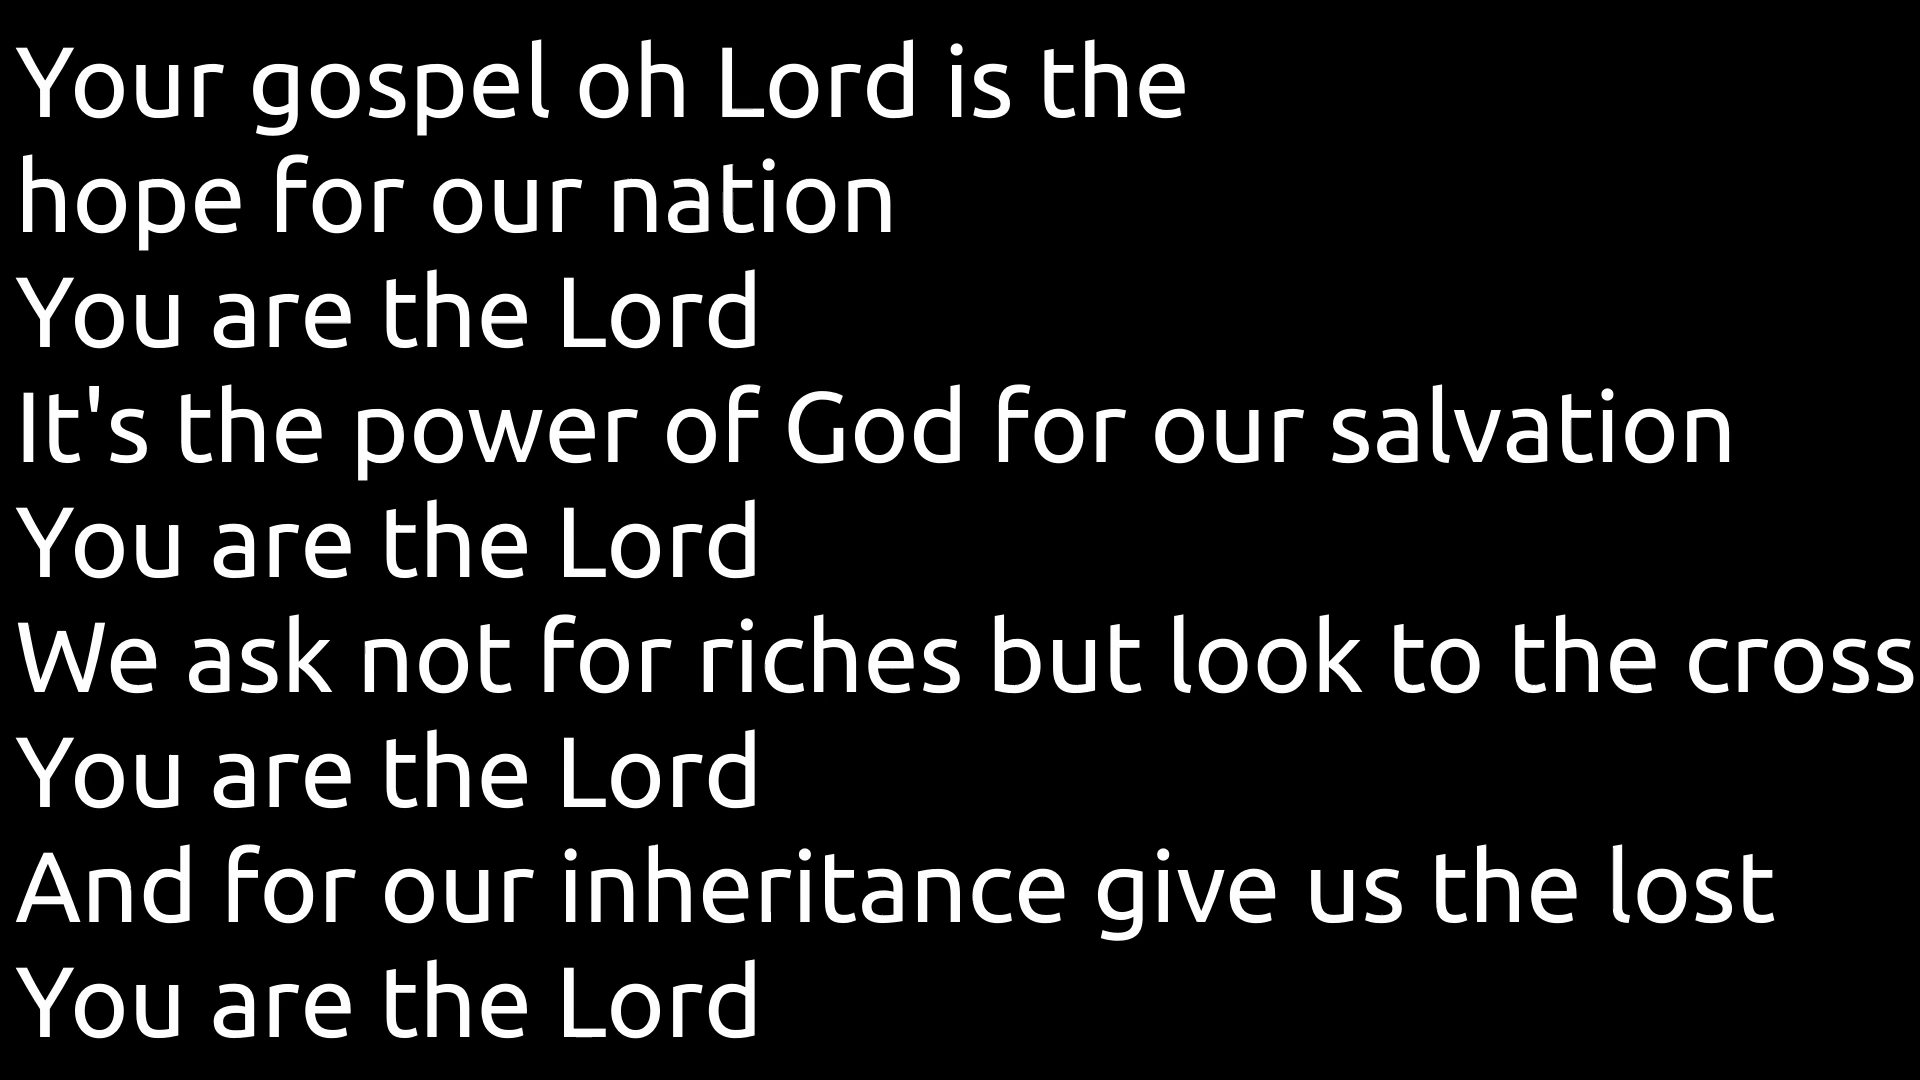 Your gospel oh Lord is the
hope for our nation
You are the Lord
It's the power of God for our salvation
You are the Lord
We ask not for riches but look to the cross
You are the Lord
And for our inheritance give us the lost
You are the Lord